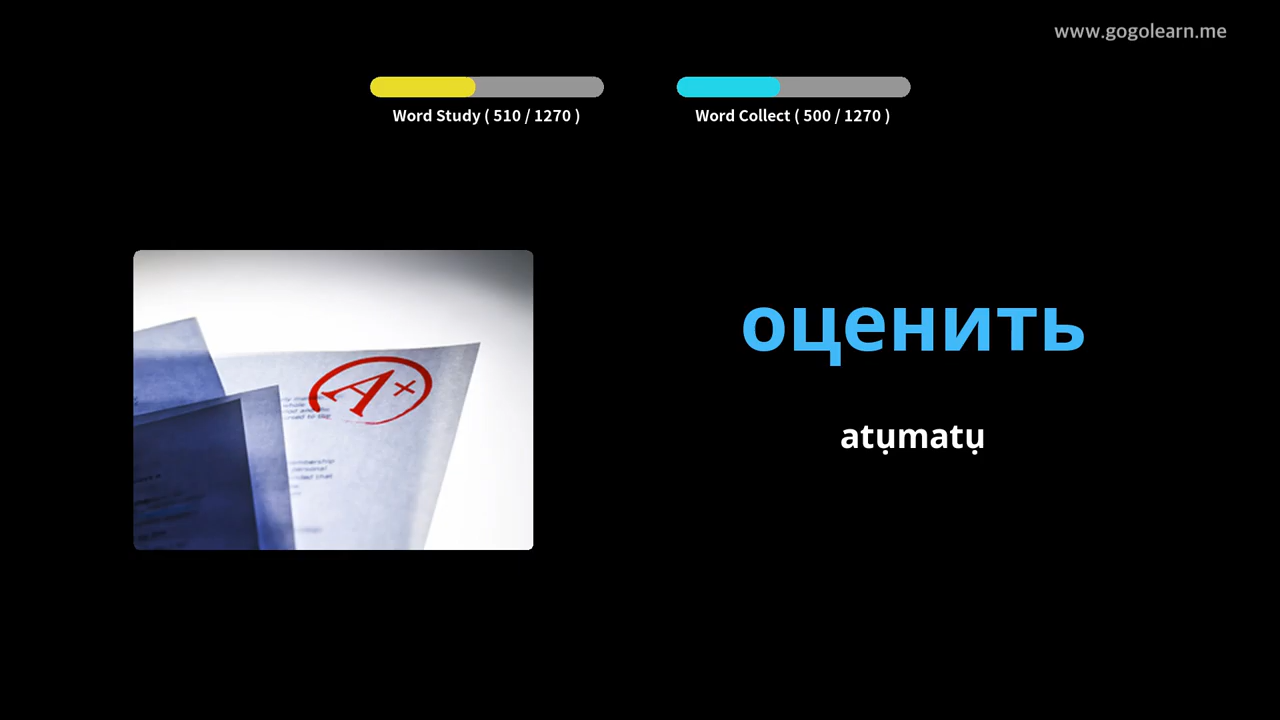 www.gogolearn.me
Word Study ( 510 / 1270 )
Word Collect ( 500 / 1270 )
A+
оценить
atụmatụ